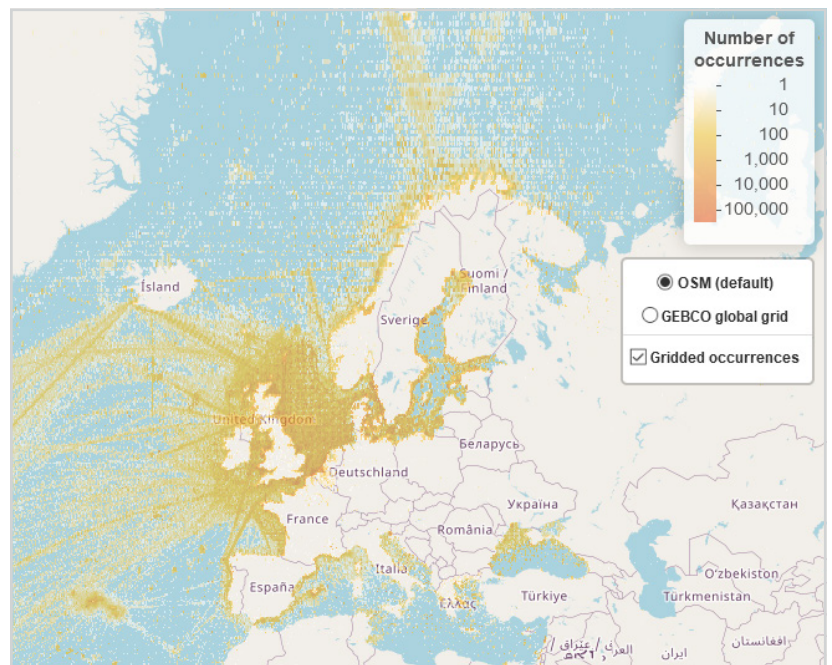 Number of
occurrences
1
10
100
1,000
10,000
100,000
OSM (default)
GEBCO global grid
Gridded occurrences
Ísland
Suomi /
Finland
Sverige
United Kingdom
Беларусь
Deutschland
Україна
Қазақстан
France
România
Italia
O'zbekiston
España
Ελλάς
Türkiye
Türkmenistan
العراق / عێراق
ایران
افغانستان